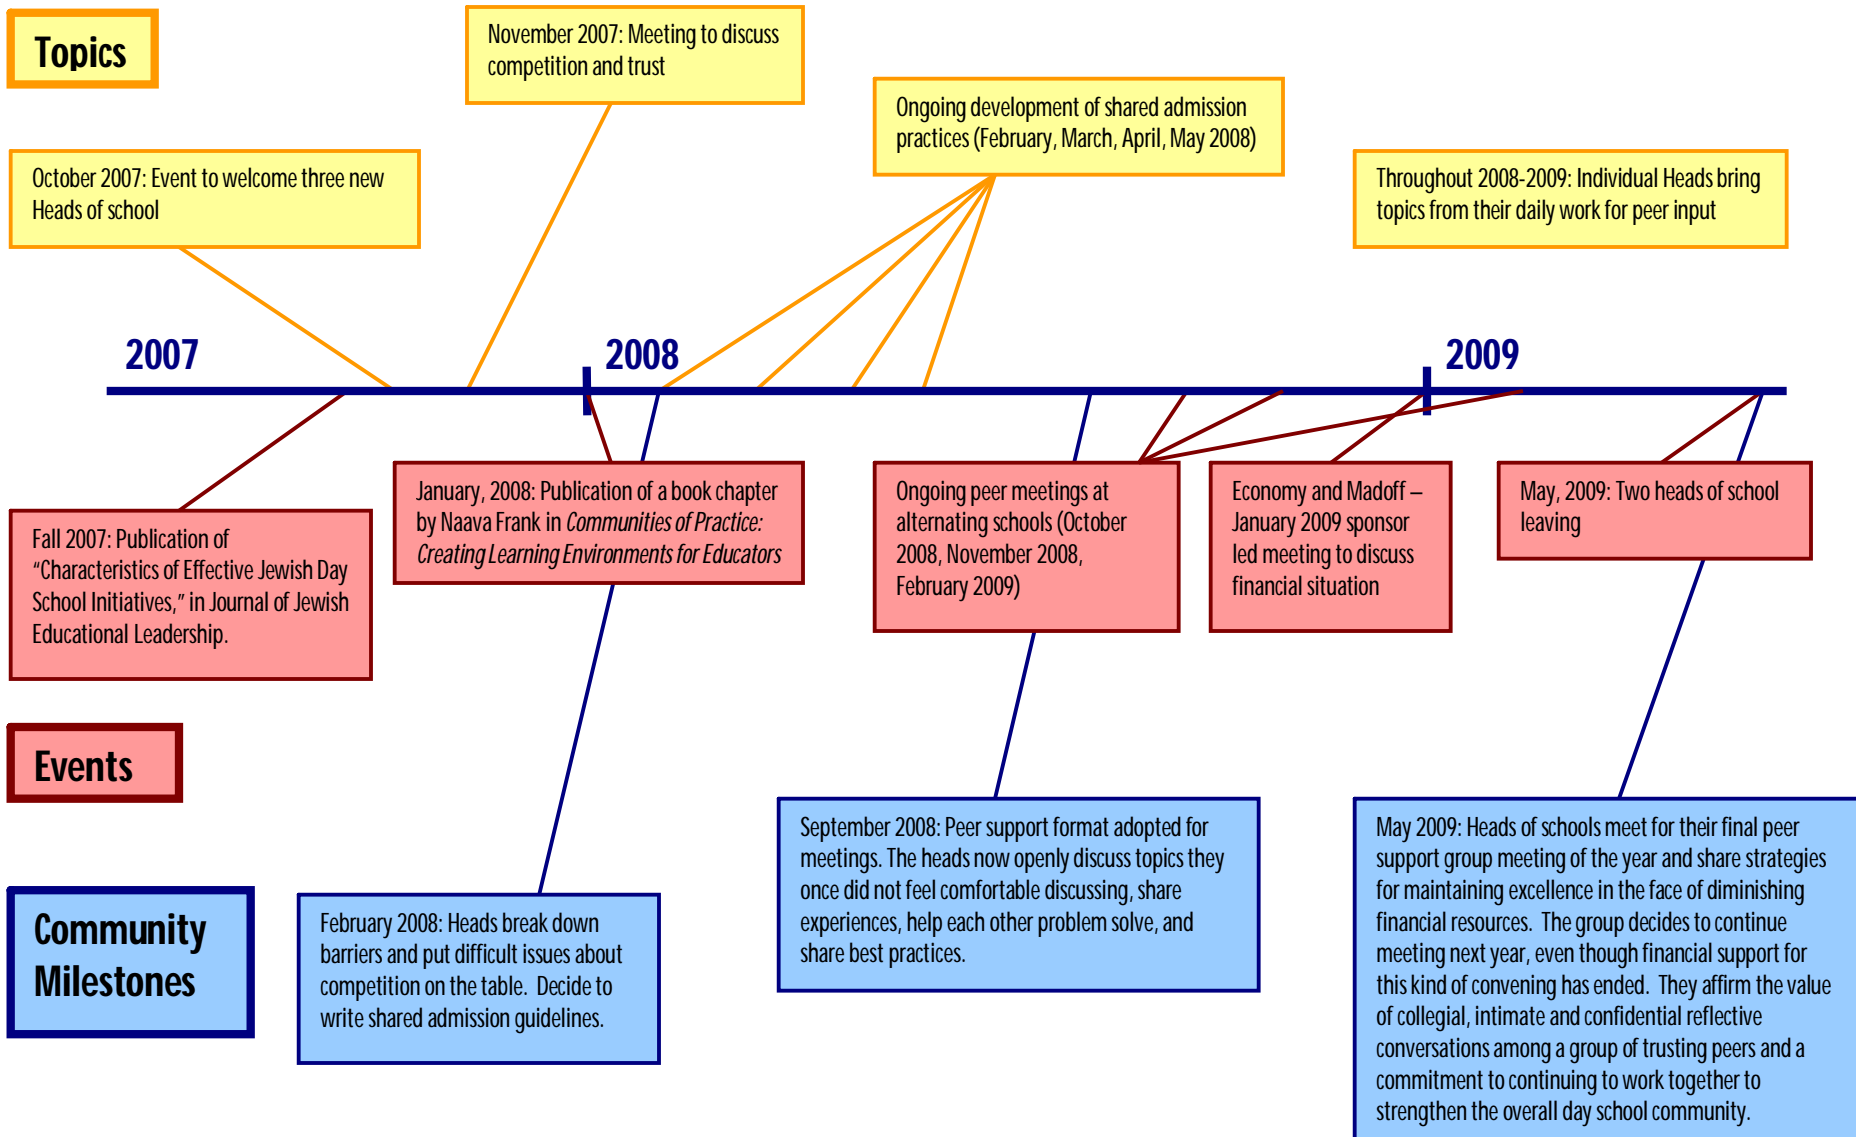 Topics
November 2007: Meeting to discuss
competition and trust
Ongoing development of shared admission
practices (February, March, April, May 2008)
October 2007: Event to welcome three new
Heads of school
Throughout 2008-2009: Individual Heads bring
topics from their daily work for peer input
2007
2008
2009
Fall 2007: Publication of
“Characteristics of Effective Jewish Day
School Initiatives,” in Journal of Jewish
Educational Leadership.
January, 2008: Publication of a book chapter
by Naava Frank in Communities of Practice:
Creating Learning Environments for Educators
Ongoing peer meetings at
alternating schools (October
2008, November 2008,
February 2009)
Economy and Madoff –
January 2009 sponsor
led meeting to discuss
financial situation
May, 2009: Two heads of school
leaving
Events
Community
Milestones
February 2008: Heads break down
barriers and put difficult issues about
competition on the table. Decide to
write shared admission guidelines.
September 2008: Peer support format adopted for
meetings. The heads now openly discuss topics they
once did not feel comfortable discussing, share
experiences, help each other problem solve, and
share best practices.
May 2009: Heads of schools meet for their final peer
support group meeting of the year and share strategies
for maintaining excellence in the face of diminishing
financial resources. The group decides to continue
meeting next year, even though financial support for
this kind of convening has ended. They affirm the value
of collegial, intimate and confidential reflective
conversations among a group of trusting peers and a
commitment to continuing to work together to
strengthen the overall day school community.